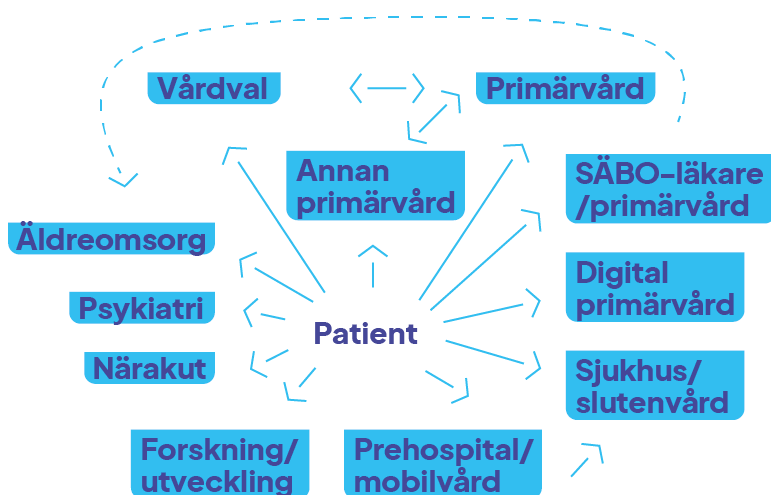 Vårdval
Primärvård
Annan
primärvård
SÄBO-läkare
/primärvård
Äldreomsorg
Digital
primärvård
Psykiatri
Patient
Närakut
Sjukhus/
slutenvård
Forskning/
utveckling
Prehospital/
mobilvård